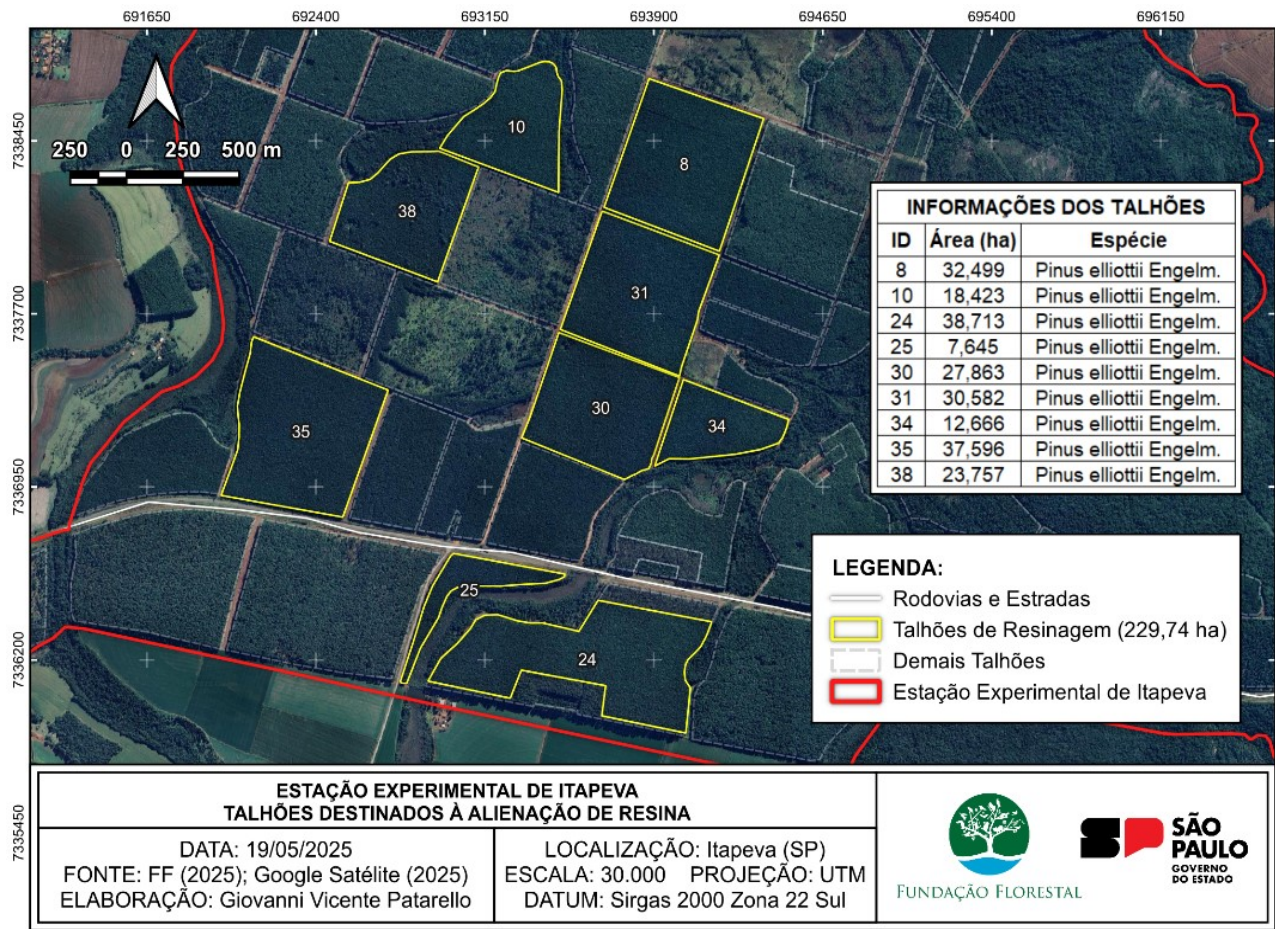 691650 692400 693150 693900 694650 695400 696150
7338450
7337700
7336950
7336200
7335450
250 0 250 500 m
10
8
38
31
35
30
34
25
24
INFORMAÇÕES DOS TALHÕES
ID Área (ha) Espécie
8 32,499 Pinus elliottii Engelm.
10 18,423 Pinus elliottii Engelm.
24 38,713 Pinus elliottii Engelm.
25 7,645 Pinus elliottii Engelm.
30 27,863 Pinus elliottii Engelm.
31 30,582 Pinus elliottii Engelm.
34 12,666 Pinus elliottii Engelm.
35 37,596 Pinus elliottii Engelm.
38 23,757 Pinus elliottii Engelm.
LEGENDA:
Rodovias e Estradas
Talhões de Resinagem (229,74 ha)
Demais Talhões
Estação Experimental de Itapeva
ESTAÇÃO EXPERIMENTAL DE ITAPEVA
TALHÕES DESTINADOS À ALIENAÇÃO DE RESINA
DATA: 19/05/2025
FONTE: FF (2025); Google Satélite (2025)
ELABORAÇÃO: Giovanni Vicente Patarello
LOCALIZAÇÃO: Itapeva (SP)
ESCALA: 30.000 PROJEÇÃO: UTM
DATUM: Sirgas 2000 Zona 22 Sul
FUNDAÇÃO FLORESTAL
SP
SÃO
PAULO
GOVERNO
DO ESTADO